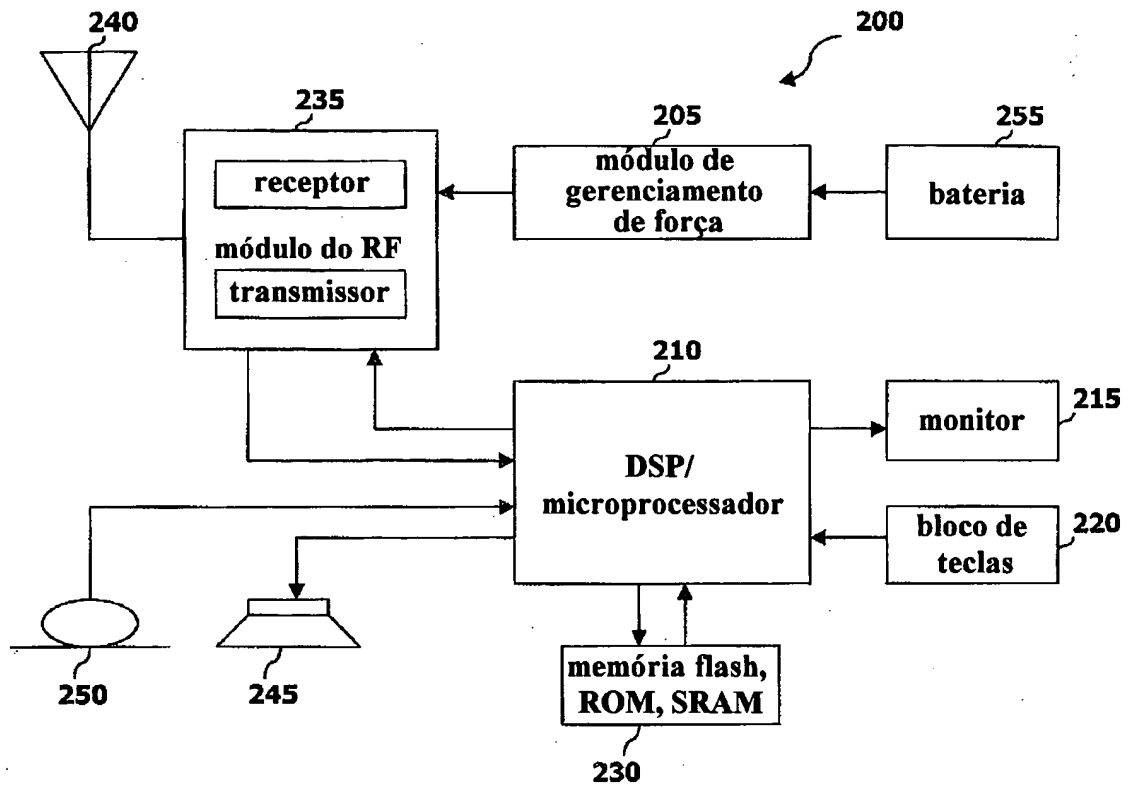 240
200
235
205
255
receptor
módulo do RF
transmissor
módulo de
gerenciamento
de força
bateria
210
215
monitor
DSP/
microprocessador
bloco de
teclas
220
250
245
memória flash,
ROM, SRAM
230